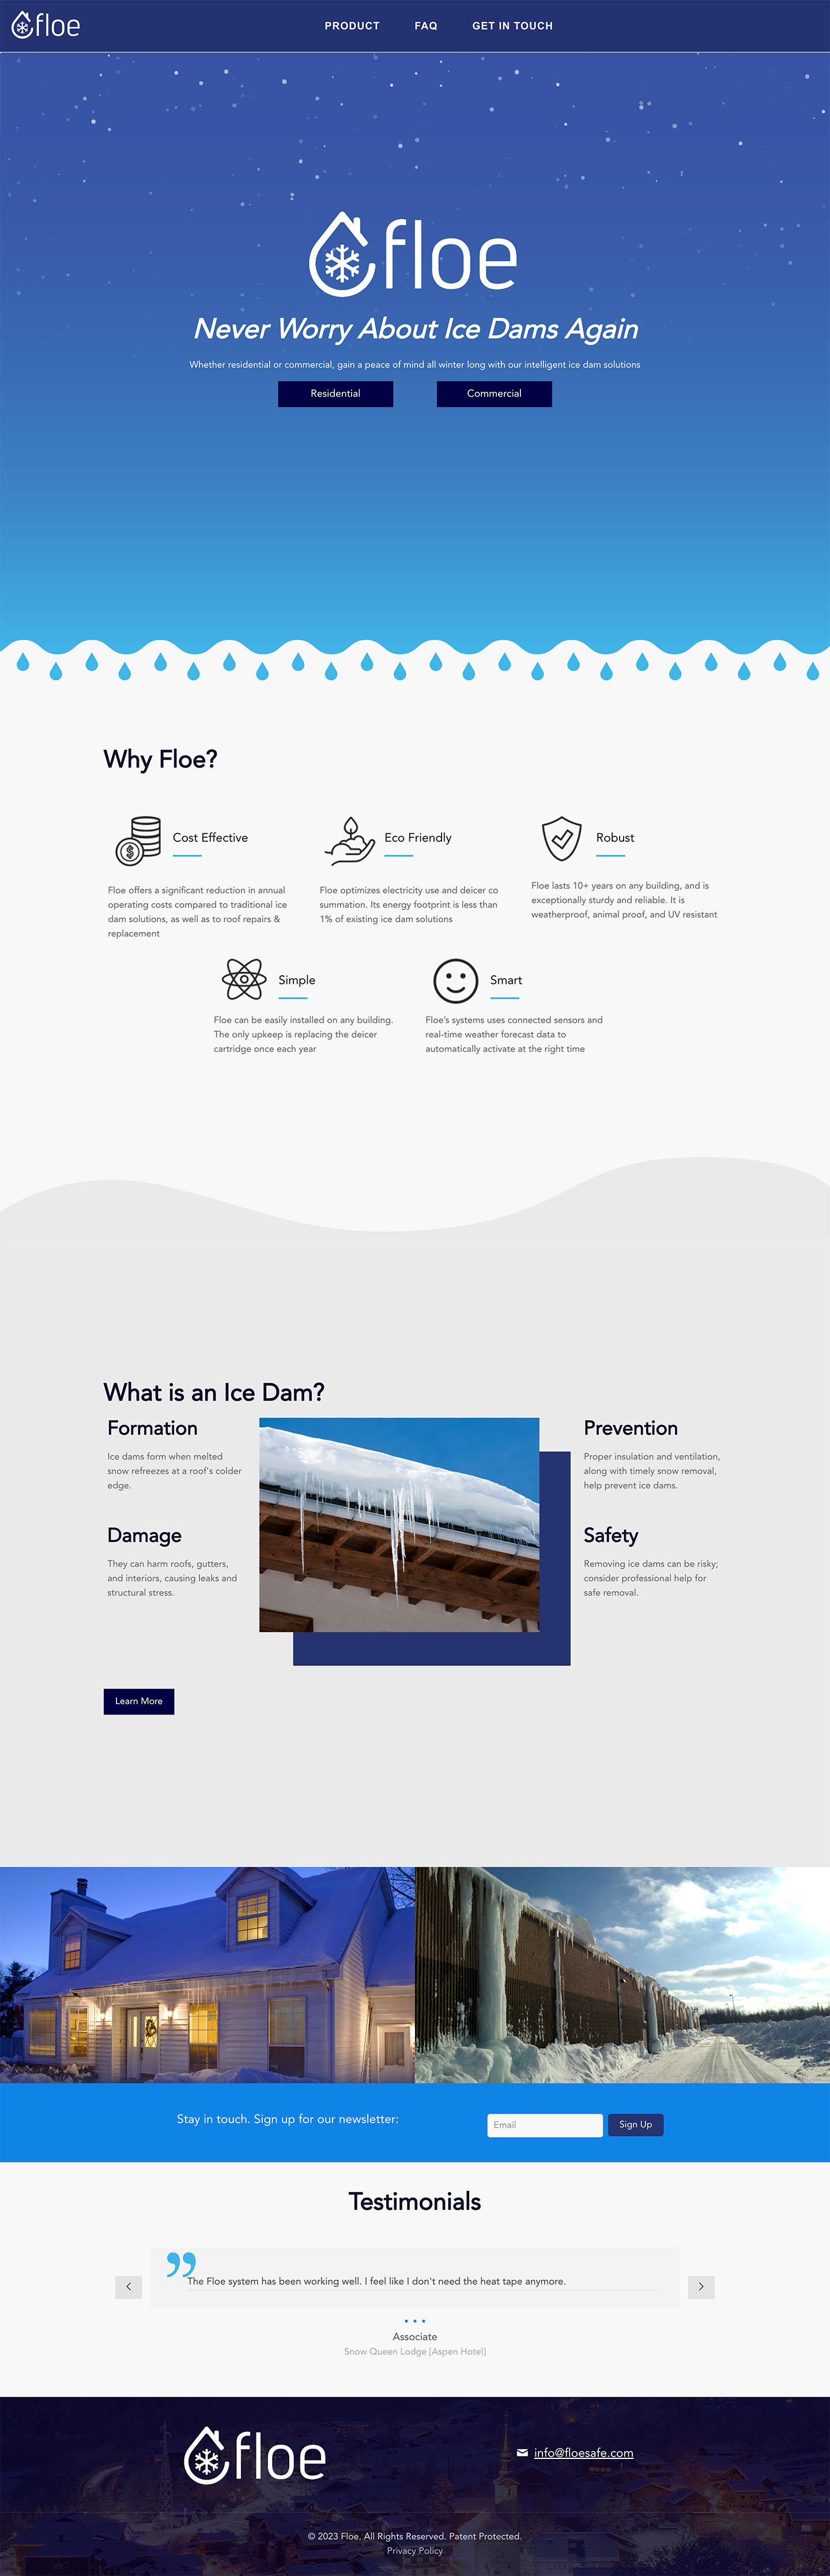 floe
PRODUCT FAQ GET IN TOUCH
floe
Never Worry About Ice Dams Again
Whether residential or commercial, gain a peace of mind all winter long with our intelligent ice dam solutions
Residential Commercial
Why Floe?
Cost Effective
Floe offers a significant reduction in annual
operating costs compared to traditional ice
dam solutions, as well as to roof repairs &
replacement
Eco Friendly
Floe optimizes electricity use and deicer co
summation. Its energy footprint is less than
1% of existing ice dam solutions
Robust
Floe lasts 10+ years on any building, and is
exceptionally sturdy and reliable. It is
weatherproof, animal proof, and UV resistant
Simple
Floe can be easily installed on any building.
The only upkeep is replacing the deicer
cartridge once each year
Smart
Floe's systems uses connected sensors and
real-time weather forecast data to
automatically activate at the right time
What is an Ice Dam?
Formation
Ice dams form when melted
snow refreezes at a roof's colder
edge.
Damage
They can harm roofs, gutters,
and interiors, causing leaks and
structural stress.
Prevention
Proper insulation and ventilation,
along with timely snow removal,
help prevent ice dams.
Safety
Removing ice dams can be risky;
consider professional help for
safe removal.
Learn More
Stay in touch. Sign up for our newsletter:
Email
Sign Up
Testimonials
The Floe system has been working well. I feel like I don't need the heat tape anymore.
Associate
Snow Queen Lodge [Aspen Hotel]
floe
info@floesafe.com
© 2023 Floe. All Rights Reserved. Patent Protected.
Privacy Policy